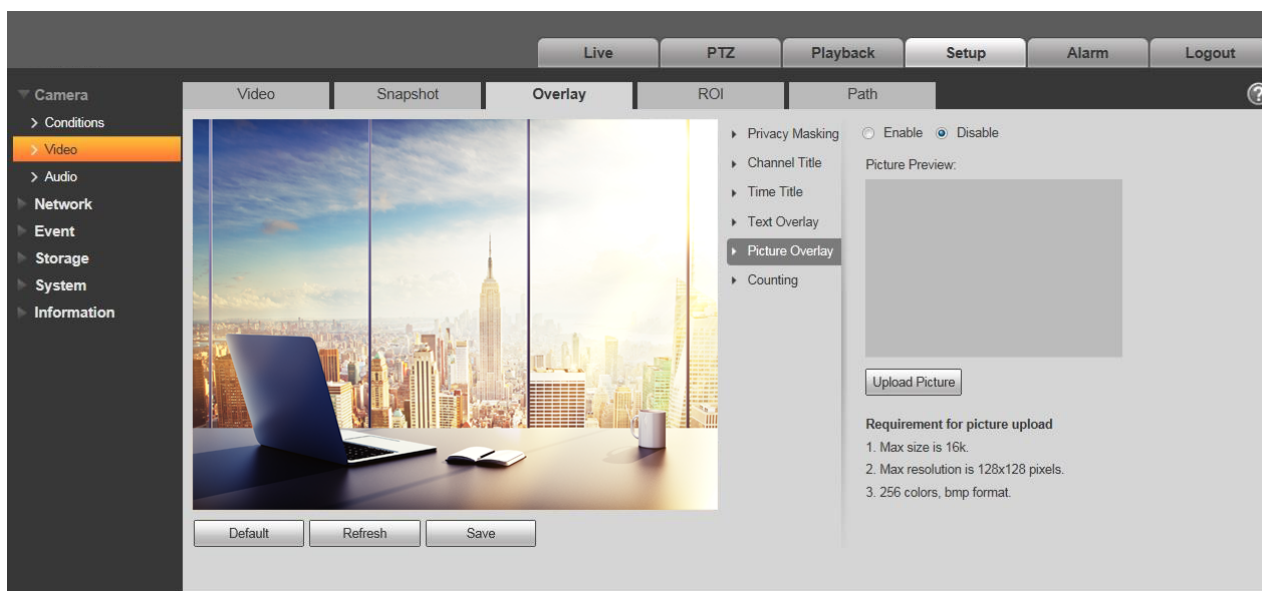 Live PTZ Playback Setup Alarm Logout
Camera
Conditions
Video
Audio
Network
Event
Storage
System
Information
Video Snapshot Overlay ROI Path
?
Privacy Masking
Channel Title
Time Title
Text Overlay
Picture Overlay
Counting
Enable Disable
Picture Preview:
Upload Picture
Requirement for picture upload
1. Max size is 16k.
2. Max resolution is 128x128 pixels.
3. 256 colors, bmp format.
Default Refresh Save